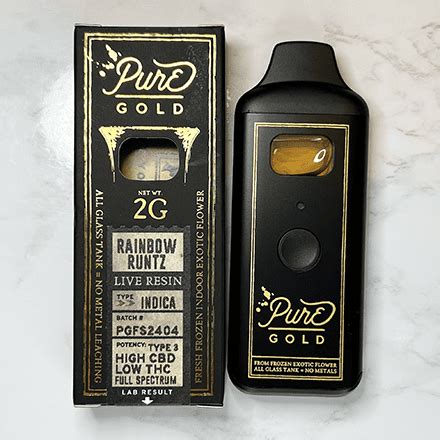 Pure
GOLD
NET WT.
2G
ALL GLASS TANK = NO METAL LEACHING
FRESH FROZEN INDOOR EXOTIC FLOWER
RAINBOW
RUNTZ
LIVE RESIN
TYPE >> INDICA
BATCH #
PGFS2404
POTENCY: TYPE 3
HIGH CBD
LOW THC
FULL SPECTRUM
LAB RESULT
Pure
GOLD
FROM FROZEN EXOTIC FLOWER
ALL GLASS TANK = NO METALS